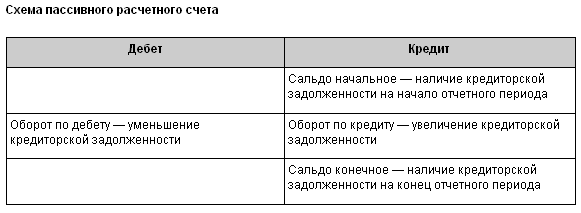 Схема пассивного расчетного счета
Дебет
Кредит
Сальдо начальное — наличие кредиторской
задолженности на начало отчетного периода
Оборот по дебету — уменьшение
кредиторской задолженности
Оборот по кредиту — увеличение кредиторской
задолженности
Сальдо конечное — наличие кредиторской
задолженности на конец отчетного периода